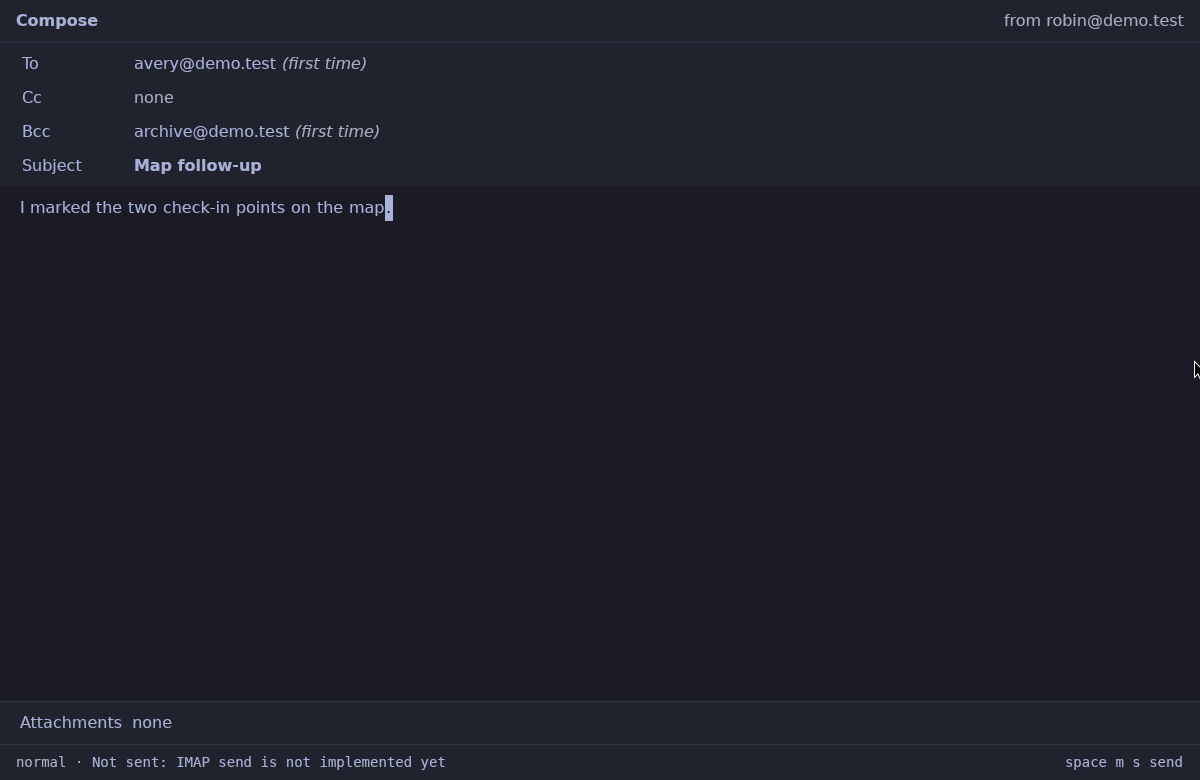 Compose from robin@demo.test
To avery@demo.test (first time)
Cc none
Bcc archive@demo.test (first time)
Subject Map follow-up
I marked the two check-in points on the map.
Attachments none
normal · Not sent: IMAP send is not implemented yet space m s send